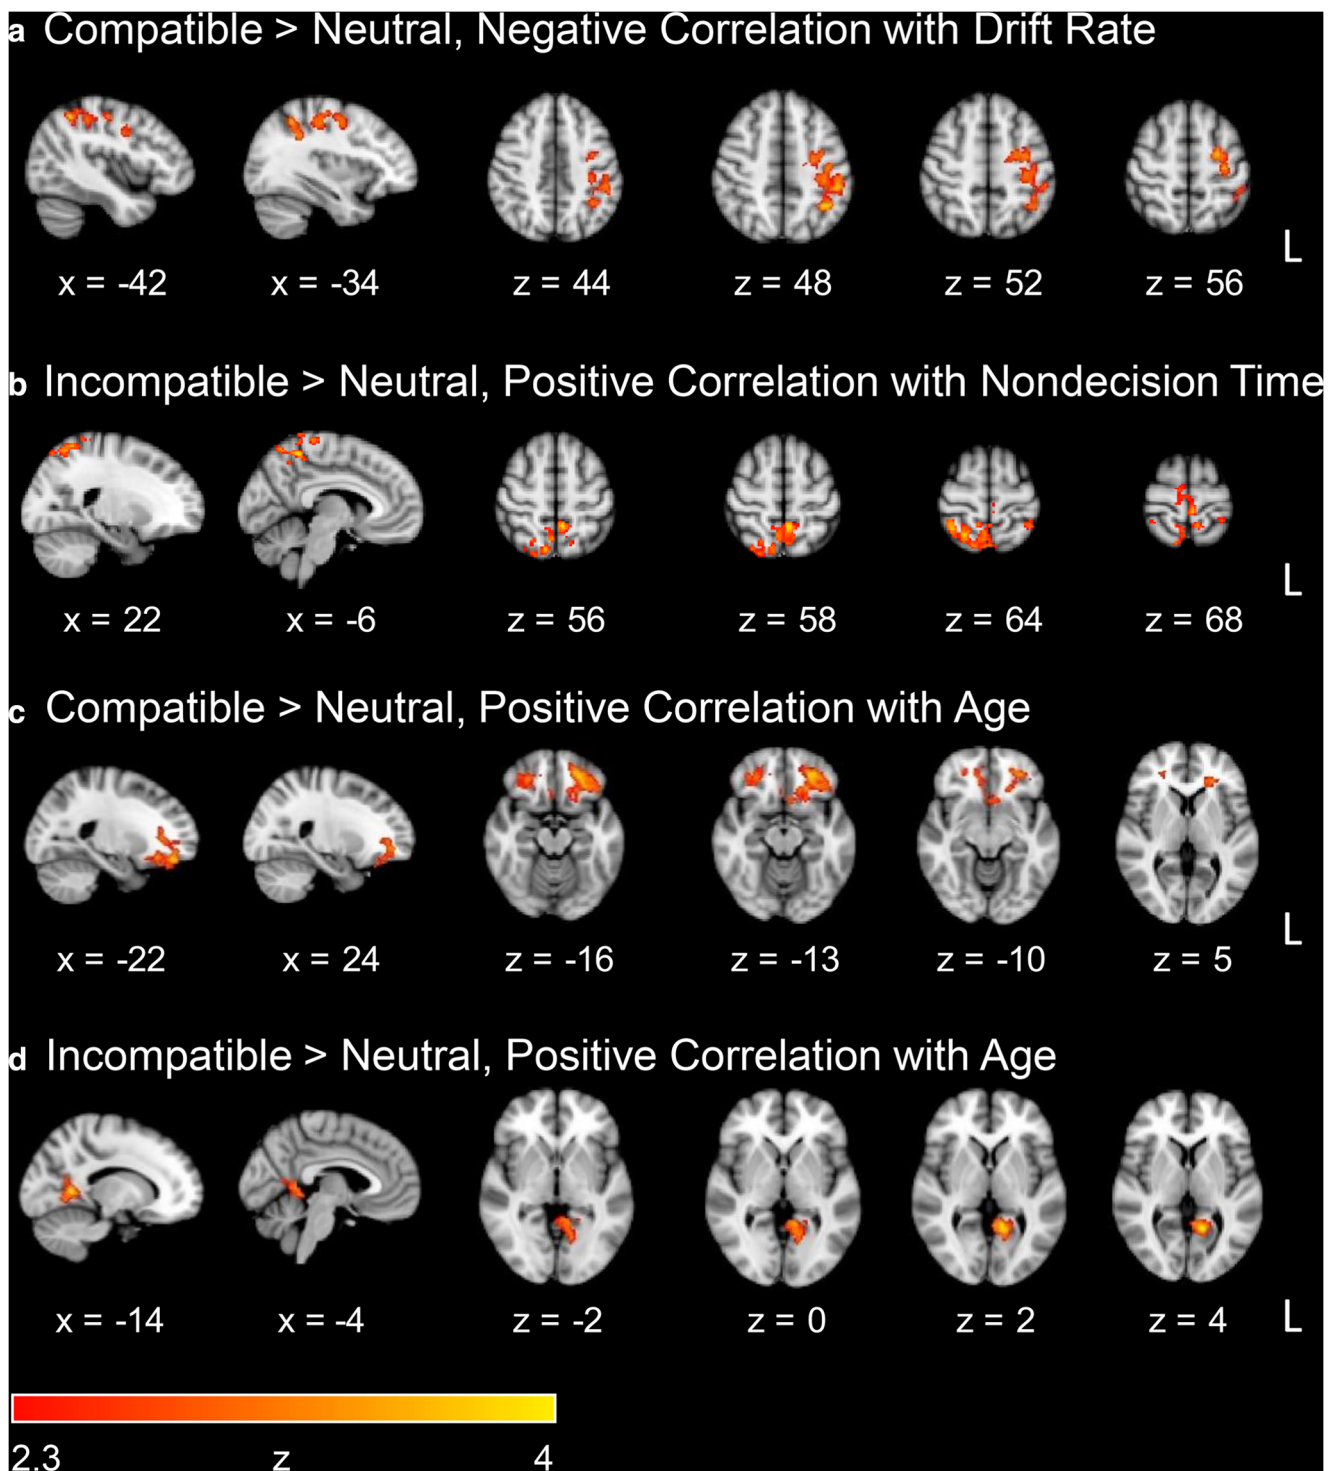 a Compatible > Neutral, Negative Correlation with Drift Rate
x = -42 x = -34 z = 44 z = 48 z = 52 z = 56 L
b Incompatible > Neutral, Positive Correlation with Nondecision Time
x = 22 x = -6 z = 56 z = 58 z = 64 z = 68 L
c Compatible > Neutral, Positive Correlation with Age
x = -22 x = 24 z = -16 z = -13 z = -10 z = 5 L
d Incompatible > Neutral, Positive Correlation with Age
x = -14 x = -4 z = -2 z = 0 z = 2 z = 4 L
2.3 z 4